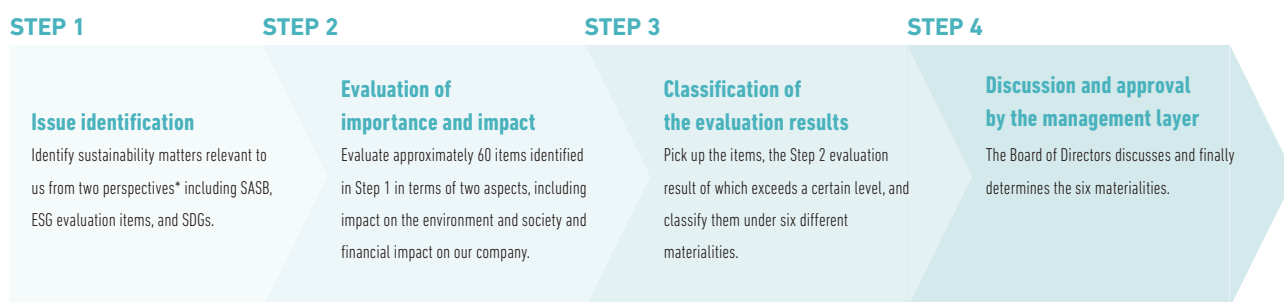 STEP 1
Issue identification
Identify sustainability matters relevant to
us from two perspectives* including SASB,
ESG evaluation items, and SDGs.
STEP 2
Evaluation of
importance and impact
Evaluate approximately 60 items identified
in Step 1 in terms of two aspects, including
impact on the environment and society and
financial impact on our company.
STEP 3
Classification of
the evaluation results
Pick up the items, the Step 2 evaluation
result of which exceeds a certain level, and
classify them under six different
materialities.
STEP 4
Discussion and approval
by the management layer
The Board of Directors discusses and finally
determines the six materialities.